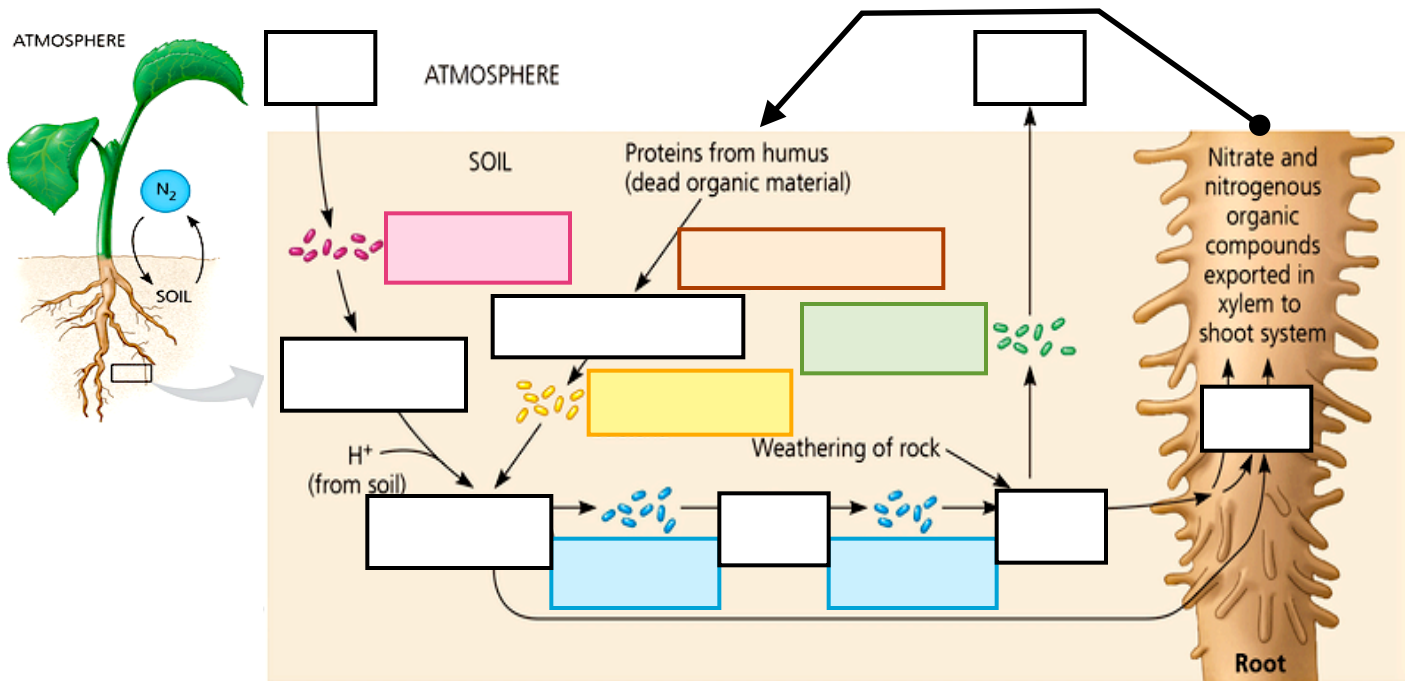 ATMOSPHERE
N₂
SOIL
ATMOSPHERE
SOIL
Proteins from humus
(dead organic material)
H⁺
(from soil)
Weathering of rock
Nitrate and
nitrogenous
organic
compounds
exported in
xylem to
shoot system
Root